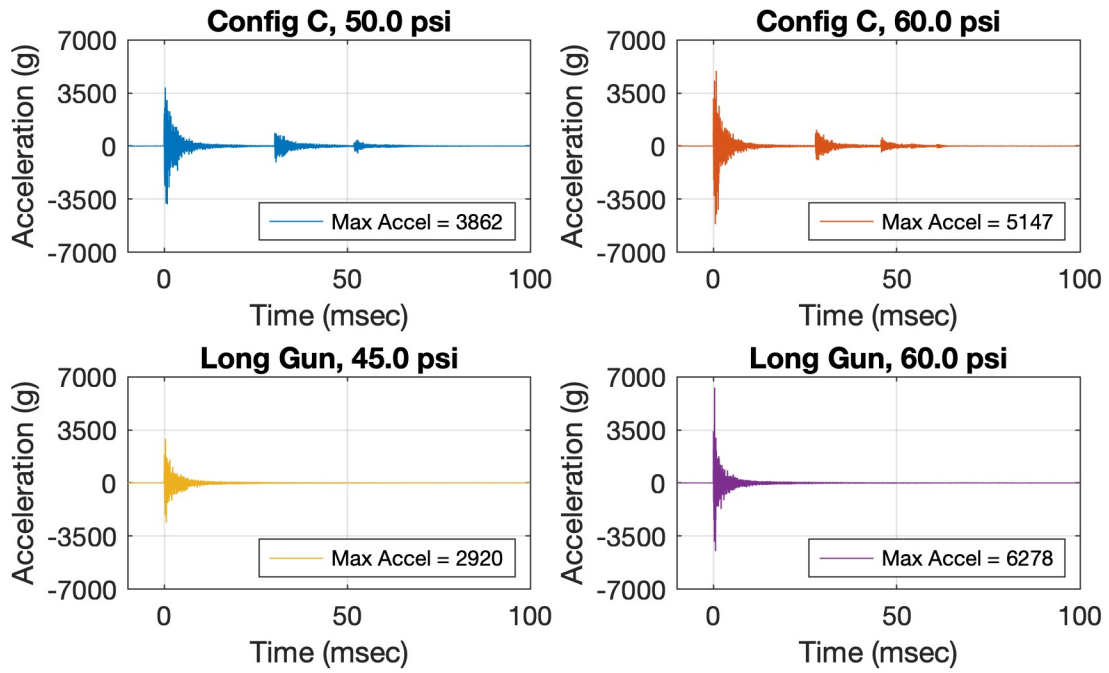 Config C, 50.0 psi
Acceleration (g)
7000
3500
0
-3500
-7000
Max Accel = 3862
0
50
100
Time (msec)
Config C, 60.0 psi
Acceleration (g)
7000
3500
0
-3500
-7000
Max Accel = 5147
0
50
100
Time (msec)
Long Gun, 45.0 psi
Acceleration (g)
7000
3500
0
-3500
-7000
Max Accel = 2920
0
50
100
Time (msec)
Long Gun, 60.0 psi
Acceleration (g)
7000
3500
0
-3500
-7000
Max Accel = 6278
0
50
100
Time (msec)